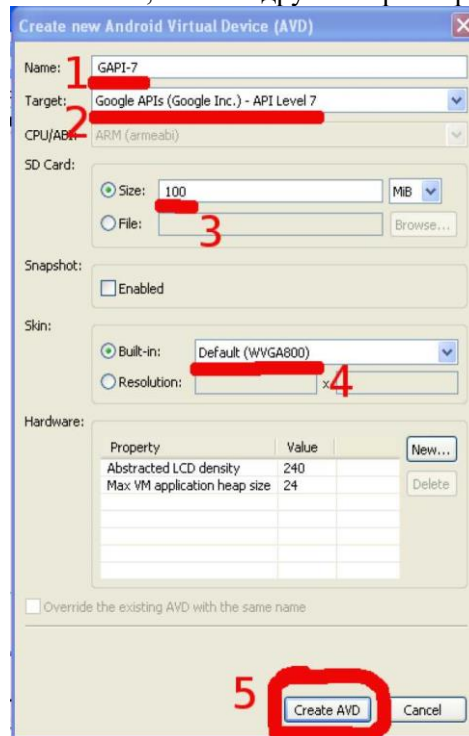 Create new Android Virtual Device (AVD)
1
Name: GAPI-7
Target: Google APIs (Google Inc.) - API Level 7
2
CPU/ABI: ARM (armeabi)
SD Card:
Size: 100 MiB
File: Browse...
3
Snapshot:
Enabled
Skin:
Built-in: Default (WVGA800)
Resolution: x
4
Hardware:
Property Value New...
Abstracted LCD density 240 Delete
Max VM application heap size 24
Override the existing AVD with the same name
5
Create AVD Cancel